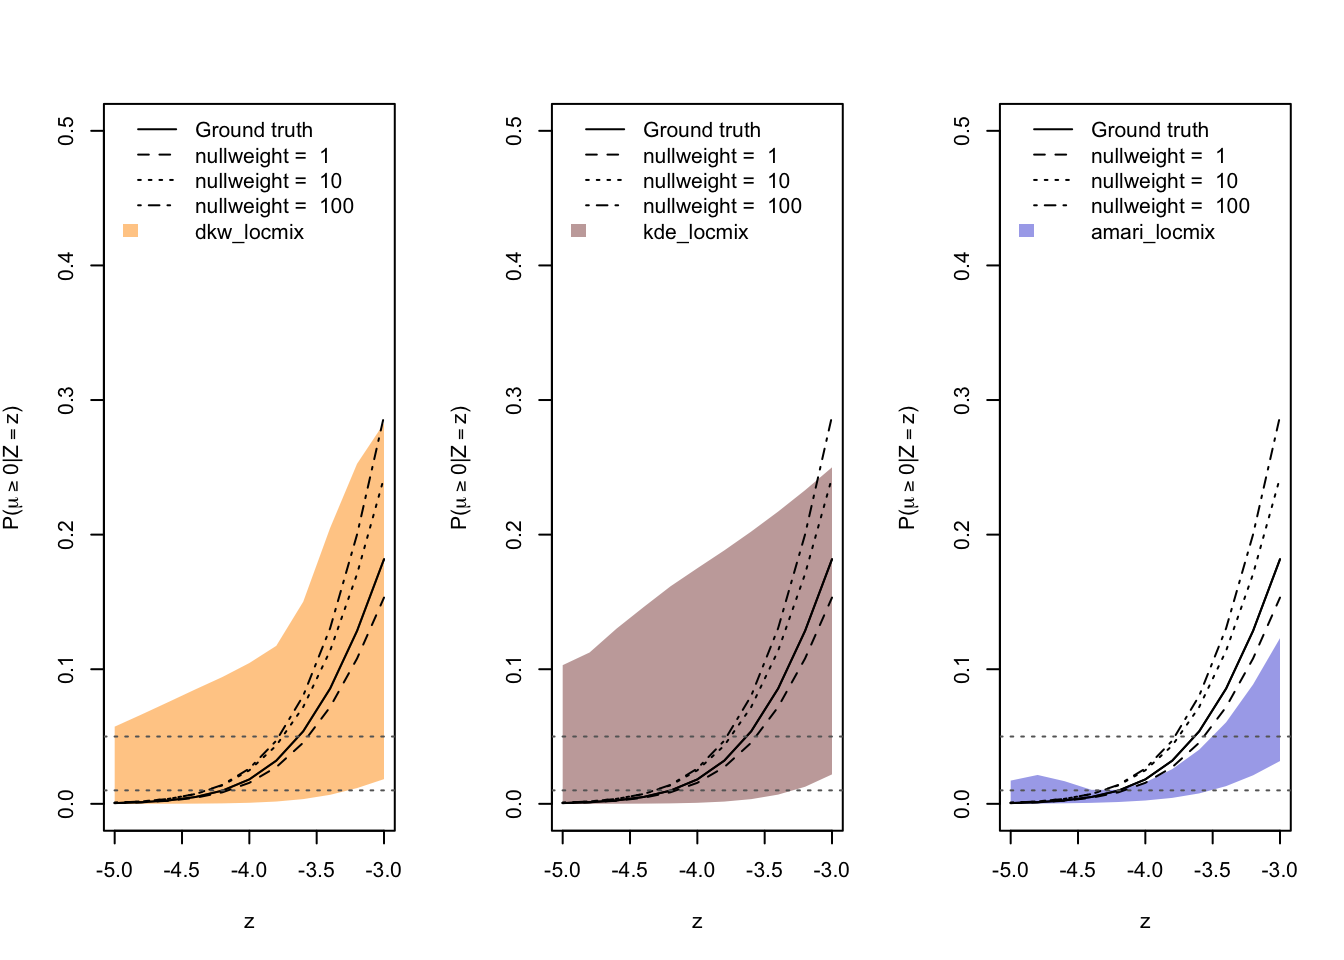 Ground truth
nullweight =  1
nullweight =  10
nullweight =  100
dkw_locmix
0.5
0.4
0.3
0.2
0.1
0.0
P(μ ≥ 0|Z = z)
-5.0 -4.5 -4.0 -3.5 -3.0
z
Ground truth
nullweight =  1
nullweight =  10
nullweight =  100
kde_locmix
0.5
0.4
0.3
0.2
0.1
0.0
P(μ ≥ 0|Z = z)
-5.0 -4.5 -4.0 -3.5 -3.0
z
Ground truth
nullweight =  1
nullweight =  10
nullweight =  100
amari_locmix
0.5
0.4
0.3
0.2
0.1
0.0
P(μ ≥ 0|Z = z)
-5.0 -4.5 -4.0 -3.5 -3.0
z